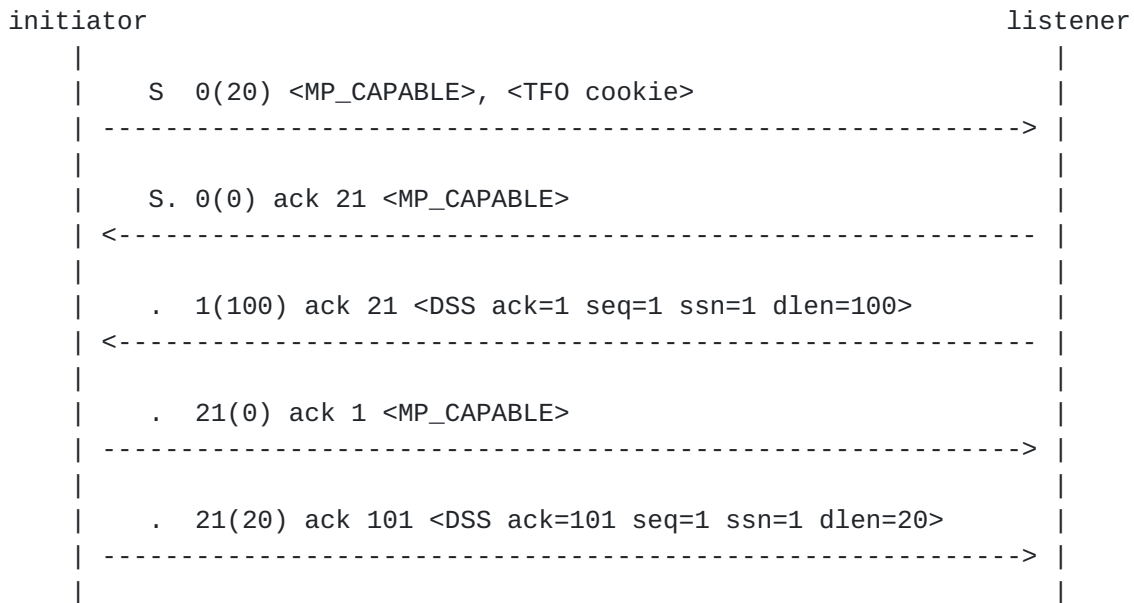 initiator listener
S 0(20) <MP_CAPABLE>, <TFO cookie>
S. 0(0) ack 21 <MP_CAPABLE>
. 1(100) ack 21 <DSS ack=1 seq=1 ssn=1 dlen=100>
. 21(0) ack 1 <MP_CAPABLE>
. 21(20) ack 101 <DSS ack=101 seq=1 ssn=1 dlen=20>